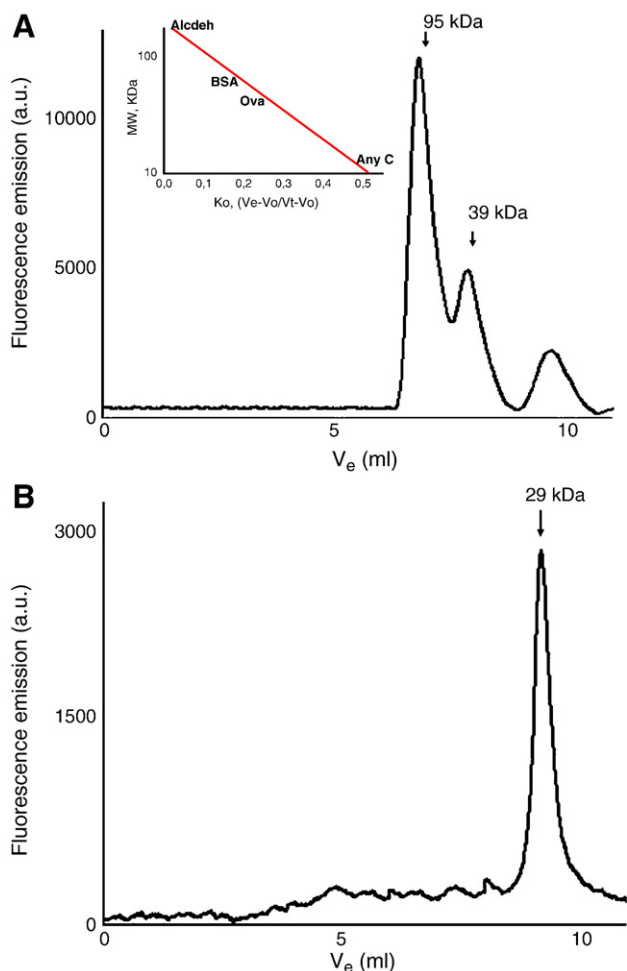 A
Alcdeh
100
BSA
Ova
Any C
10
MW, KDa
0,0 0,1 0,2 0,3 0,4 0,5
Ko, (Ve-Vo/Vt-Vo)
95 kDa
39 kDa
10000
5000
0
Fluorescence emission (a.u.)
0 5 10
Ve (ml)
B
29 kDa
3000
1500
0
Fluorescence emission (a.u.)
0 5 10
Ve (ml)